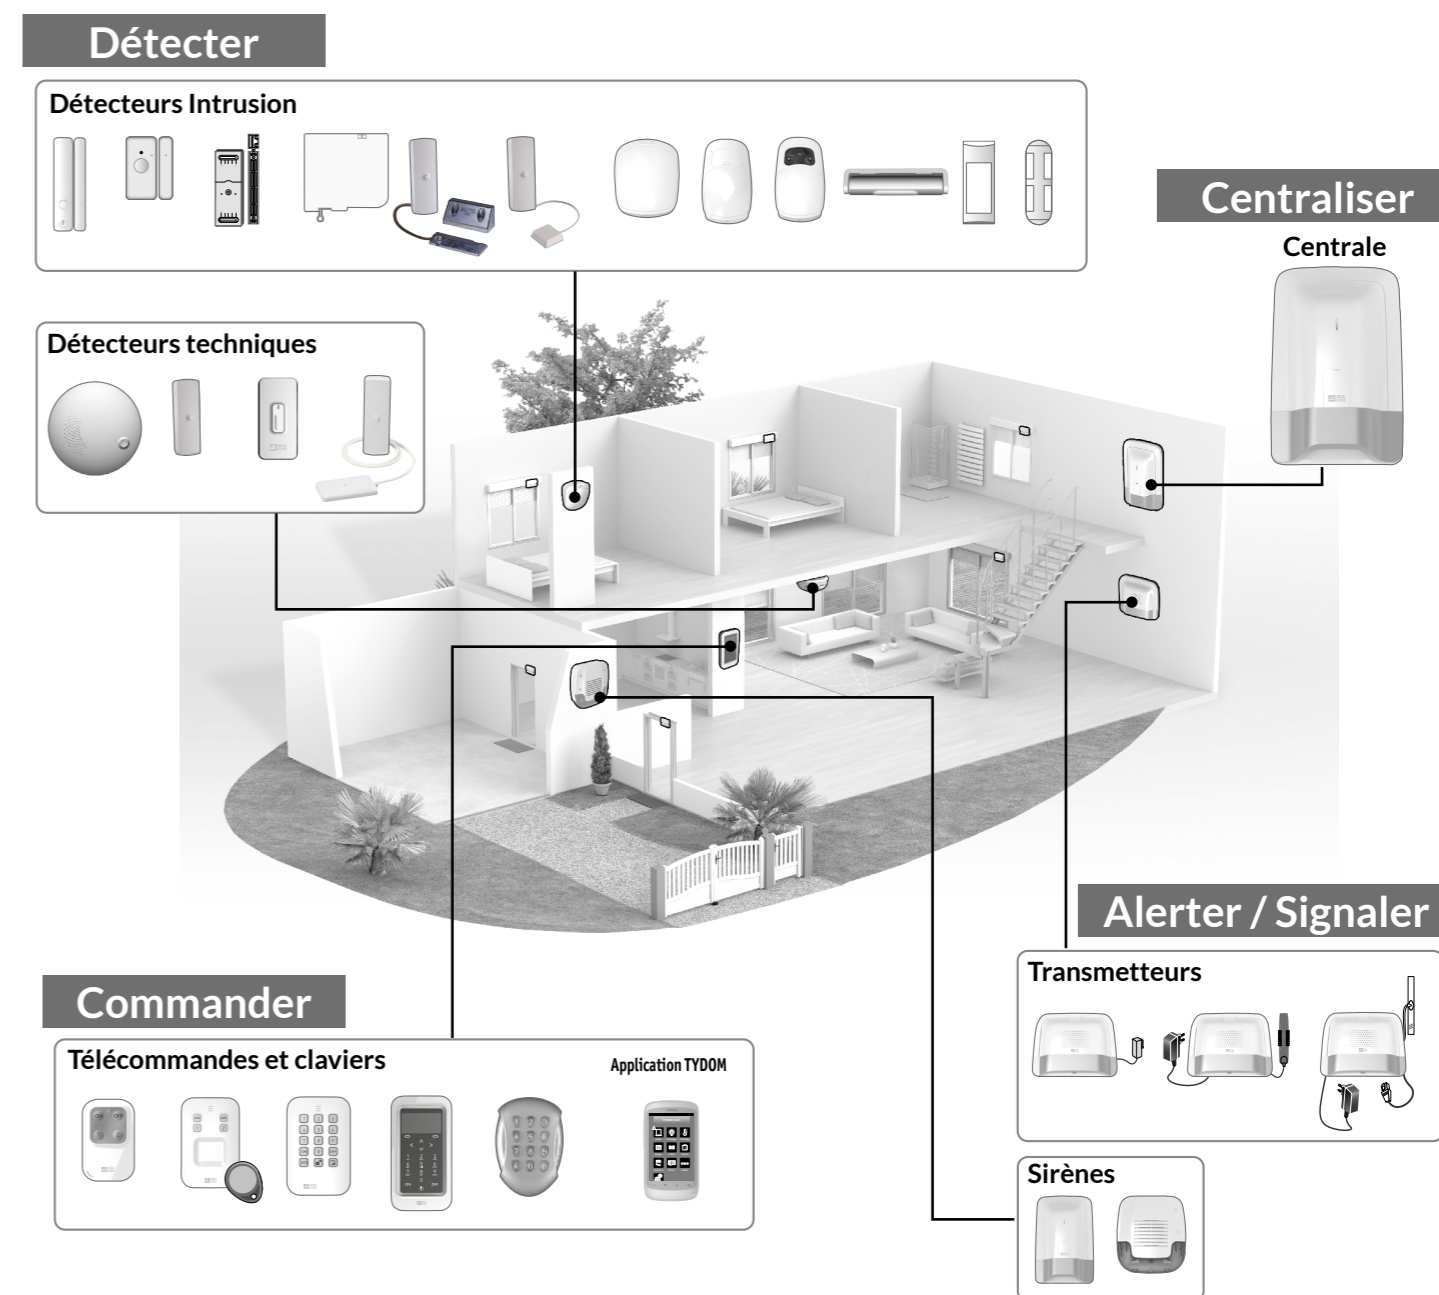 Détecter
Détecteurs Intrusion
Centraliser
Centrale
Détecteurs techniques
Alerter / Signaler
Transmetteurs
Commander
Télécommandes et claviers
Application TYDOM
Sirènes